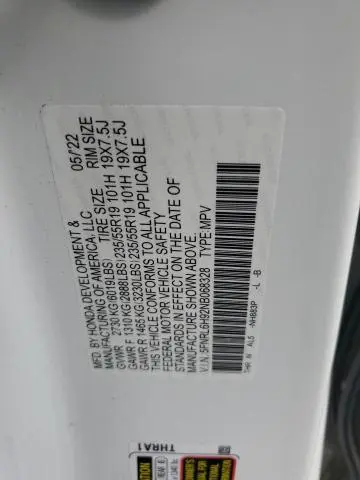 MFD. BY HONDA DEVELOPMENT & 05/'22
MANUFACTURING OF AMERICA, LLC
TIRE SIZE RIM SIZE
GVWR 2730 KG(6019LBS)
GAWR F 1310 KG(2888LBS) 235/55R19 101H 19X7.5J
GAWR R 1465 KG(3230LBS) 235/55R19 101H 19X7.5J
THIS VEHICLE CONFORMS TO ALL APPLICABLE
FEDERAL MOTOR VEHICLE SAFETY
STANDARDS IN EFFECT ON THE DATE OF
MANUFACTURE SHOWN ABOVE.
V.I.N. 5FNRL6H92NB068328 TYPE:MPV
THR N AL5 -NH883P -L -B
THRA1